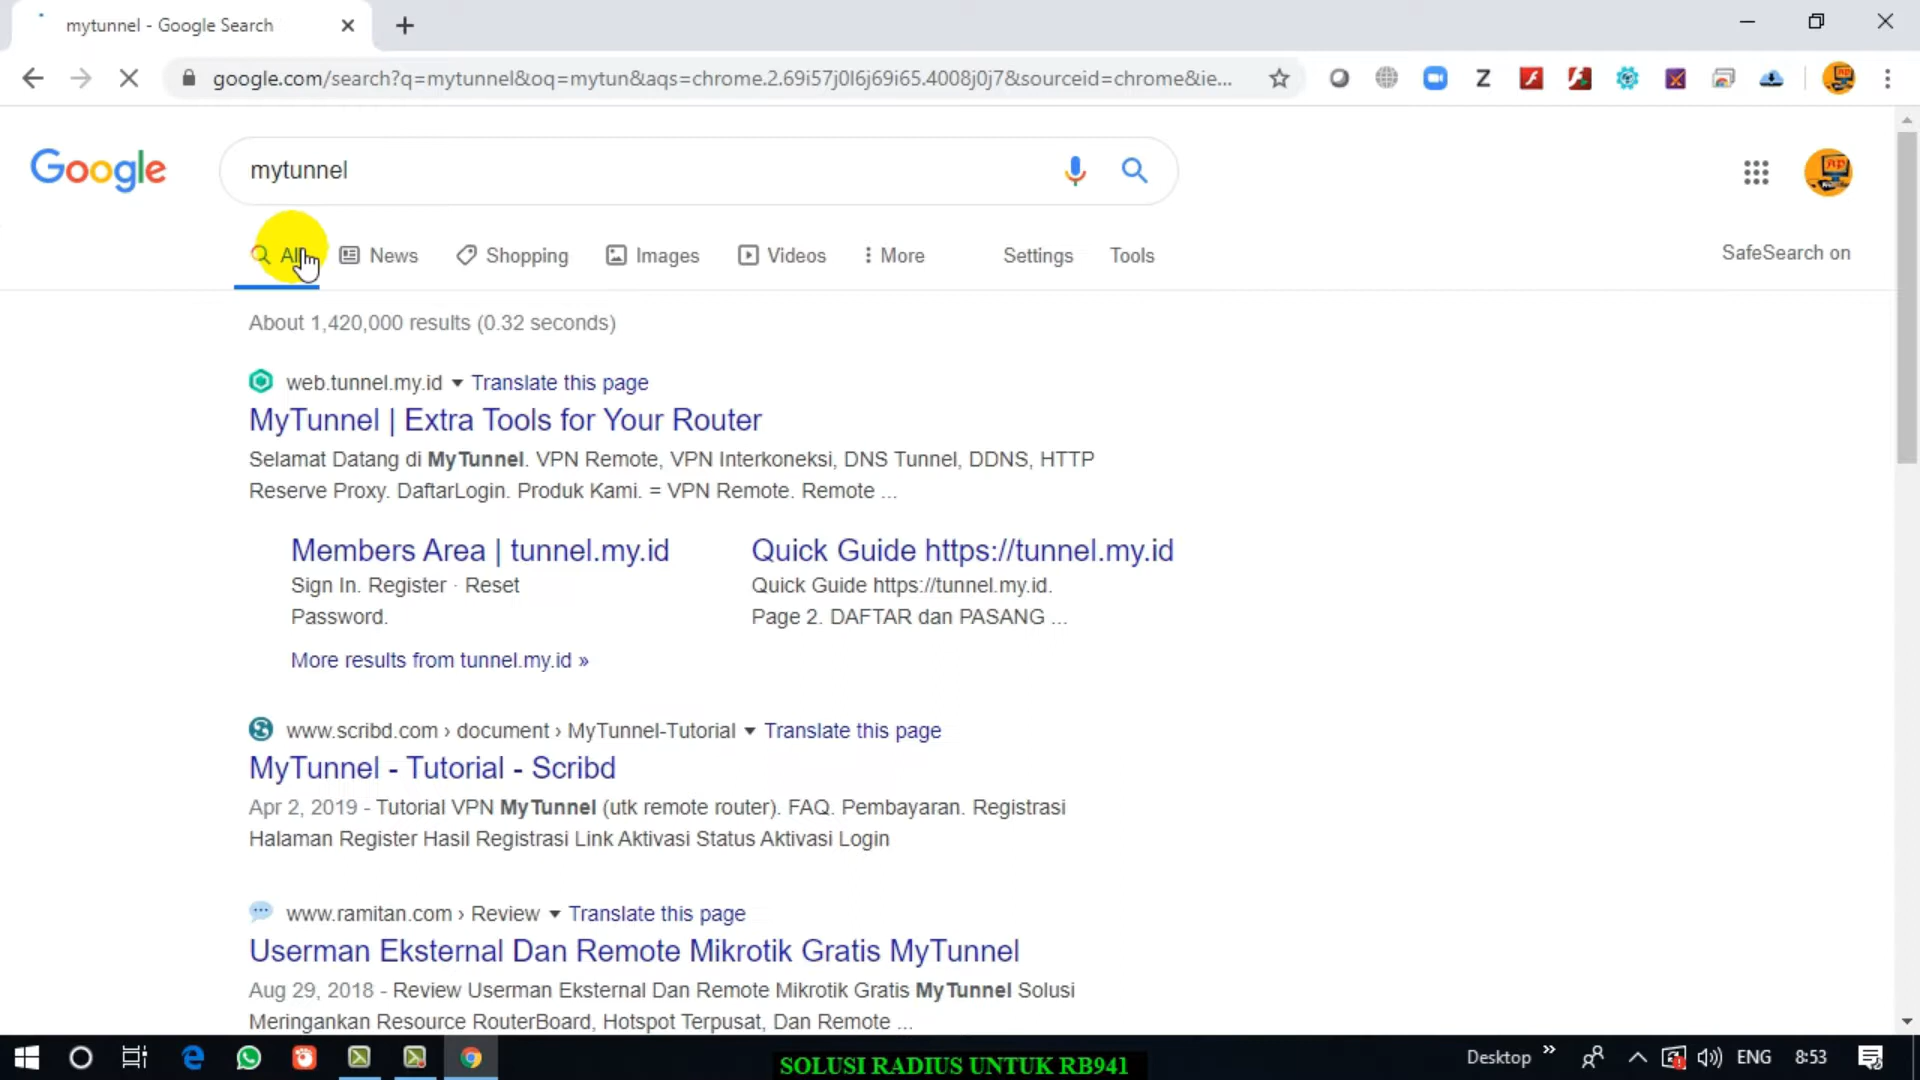 mytunnel - Google Search
google.com/search?q=mytunnel&oq=mytun&aqs=chrome.2.69i57j0l6j69i65.4008j0j7&sourceid=chrome&ie...
Google
mytunnel
All
News
Shopping
Images
Videos
More
Settings
Tools
SafeSearch on
About 1,420,000 results (0.32 seconds)
web.tunnel.my.id Translate this page
MyTunnel | Extra Tools for Your Router
Selamat Datang di MyTunnel. VPN Remote, VPN Interkoneksi, DNS Tunnel, DDNS, HTTP
Reserve Proxy. DaftarLogin. Produk Kami. = VPN Remote. Remote ...
Members Area | tunnel.my.id
Sign In. Register · Reset
Password.
Quick Guide https://tunnel.my.id
Quick Guide https://tunnel.my.id.
Page 2. DAFTAR dan PASANG ...
More results from tunnel.my.id »
www.scribd.com › document › MyTunnel-Tutorial Translate this page
MyTunnel - Tutorial - Scribd
Apr 2, 2019 - Tutorial VPN MyTunnel (utk remote router). FAQ. Pembayaran. Registrasi
Halaman Register Hasil Registrasi Link Aktivasi Status Aktivasi Login
www.ramitan.com › Review Translate this page
Userman Eksternal Dan Remote Mikrotik Gratis MyTunnel
Aug 29, 2018 - Review Userman Eksternal Dan Remote Mikrotik Gratis MyTunnel Solusi
Meringankan Resource RouterBoard, Hotspot Terpusat, Dan Remote ...
SOLUSI RADIUS UNTUK RB941
Desktop
ENG
8:53